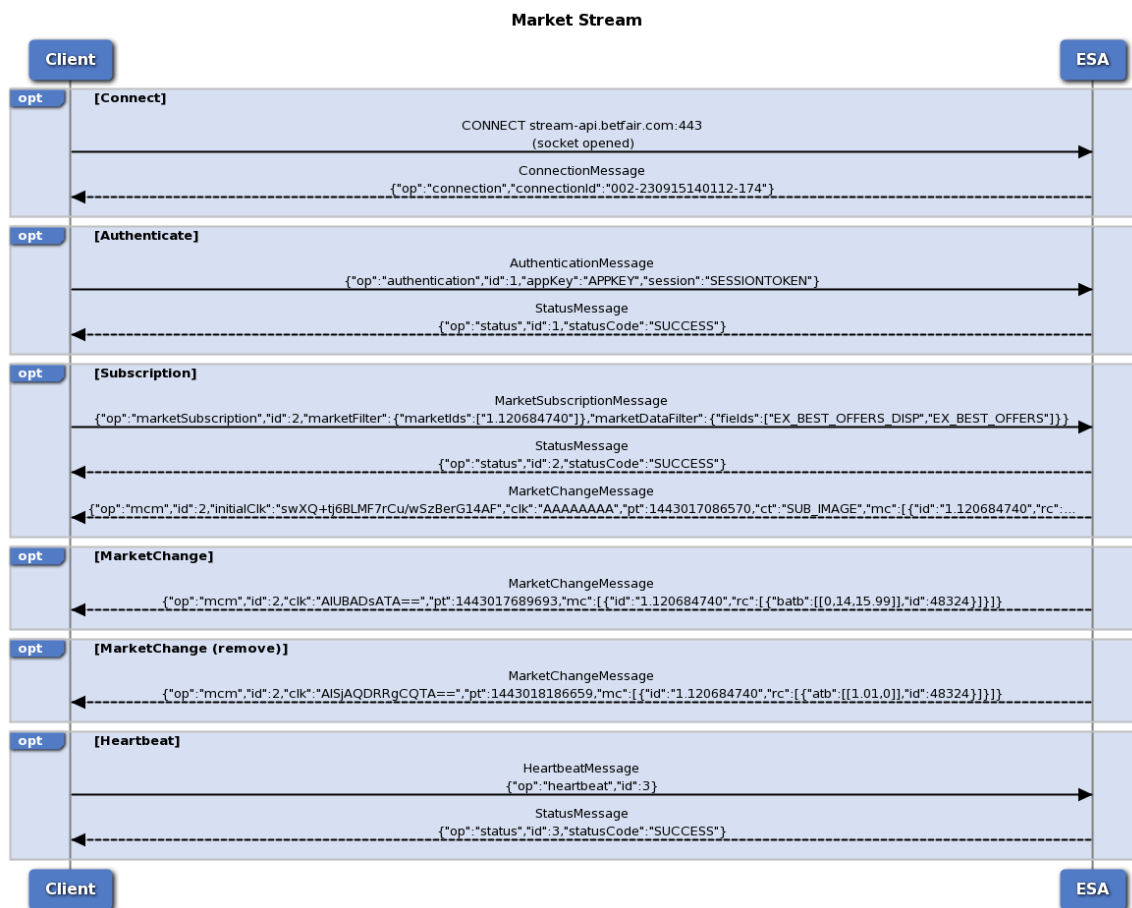 Market Stream
Client
ESA
opt [Connect]
CONNECT stream-api.betfair.com:443
(socket opened)
ConnectionMessage
{"op":"connection","connectionId":"002-230915140112-174"}
opt [Authenticate]
AuthenticationMessage
{"op":"authentication","id":1,"appKey":"APPKEY","session":"SESSIONTOKEN"}
StatusMessage
{"op":"status","id":1,"statusCode":"SUCCESS"}
opt [Subscription]
MarketSubscriptionMessage
{"op":"marketSubscription","id":2,"marketFilter":{"marketIds":["1.120684740"]},"marketDataFilter":{"fields":["EX_BEST_OFFERS_DISP","EX_BEST_OFFERS"]}}
StatusMessage
{"op":"status","id":2,"statusCode":"SUCCESS"}
MarketChangeMessage
{"op":"mcm","id":2,"initialClk":"swXQ+tj6BLMF7rCu/wSzBerG14AF","clk":"AAAAAAAA","pt":1443017086570,"ct":"SUB_IMAGE","mc":[{"id":"1.120684740","rc":...
opt [MarketChange]
MarketChangeMessage
{"op":"mcm","id":2,"clk":"AIUBADsATA==","pt":1443017689693,"mc":[{"id":"1.120684740","rc":[{"batb":[[0,14,15.99]],"id":48324}]}]}
opt [MarketChange (remove)]
MarketChangeMessage
{"op":"mcm","id":2,"clk":"AISjAQDRRgCQTA==","pt":1443018186659,"mc":[{"id":"1.120684740","rc":[{"atb":[[1.01,0]],"id":48324}]}]}
opt [Heartbeat]
HeartbeatMessage
{"op":"heartbeat","id":3}
StatusMessage
{"op":"status","id":3,"statusCode":"SUCCESS"}
Client
ESA